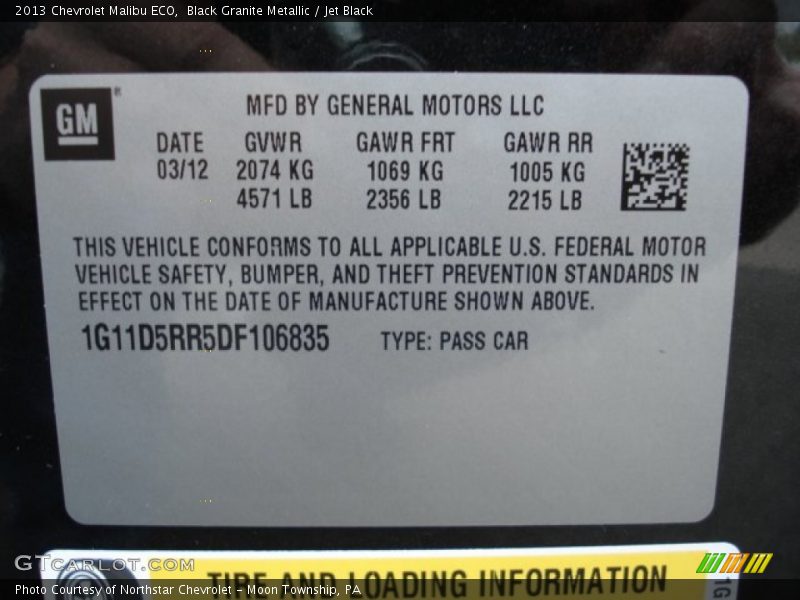 2013 Chevrolet Malibu ECO, Black Granite Metallic / Jet Black
GM®
MFD BY GENERAL MOTORS LLC
DATE GVWR GAWR FRT GAWR RR
03/12 2074 KG 1069 KG 1005 KG
4571 LB 2356 LB 2215 LB
THIS VEHICLE CONFORMS TO ALL APPLICABLE U.S. FEDERAL MOTOR
VEHICLE SAFETY, BUMPER, AND THEFT PREVENTION STANDARDS IN
EFFECT ON THE DATE OF MANUFACTURE SHOWN ABOVE.
1G11D5RR5DF106835 TYPE: PASS CAR
GTCARLOT.COM
TIRE AND LOADING INFORMATION
1G
Photo Courtesy of Northstar Chevrolet – Moon Township, PA